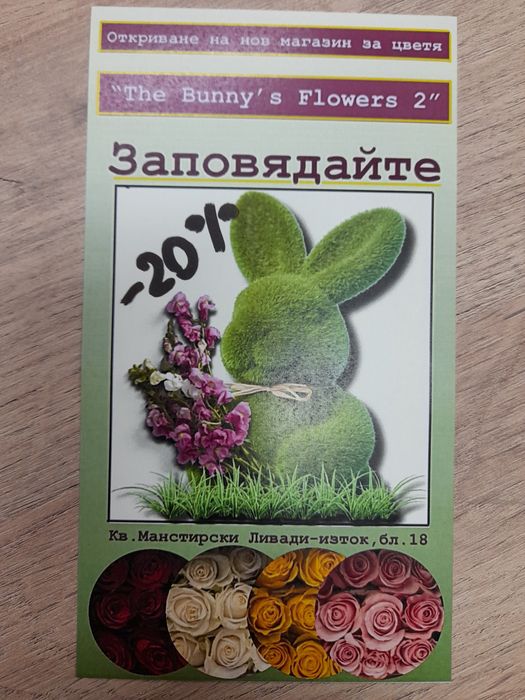 Откриване на нов магазин за цветя
“The Bunny’s Flowers 2”
Заповядайте
-20%
Кв.Манстирски Ливади-изток,бл.18